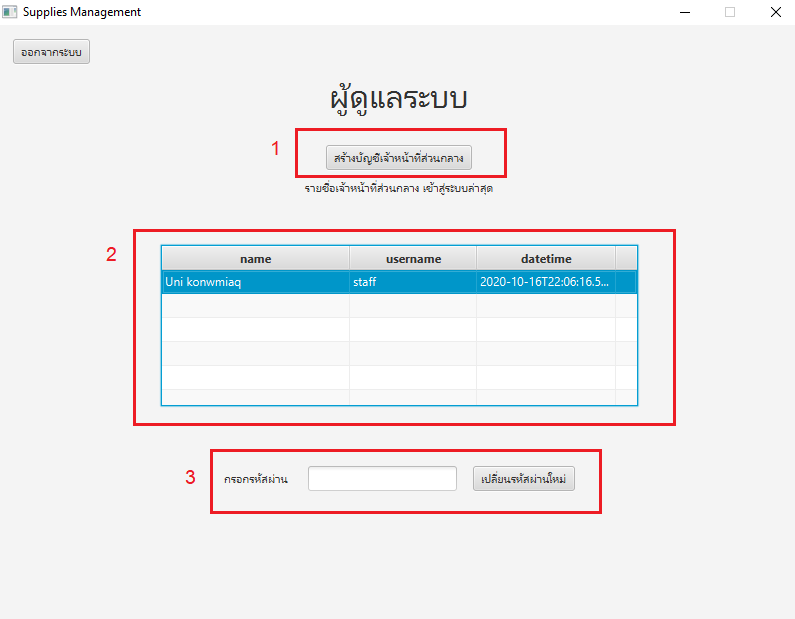 Supplies Management
ออกจากระบบ
ผู้ดูแลระบบ
1
สร้างบัญชีเจ้าหน้าที่ส่วนกลาง
รายชื่อเจ้าหน้าที่ส่วนกลาง เข้าสู่ระบบล่าสุด
2
name username datetime
Uni konwmiaq staff 2020-10-16T22:06:16.5...
3
กรอกรหัสผ่าน เปลี่ยนรหัสผ่านใหม่